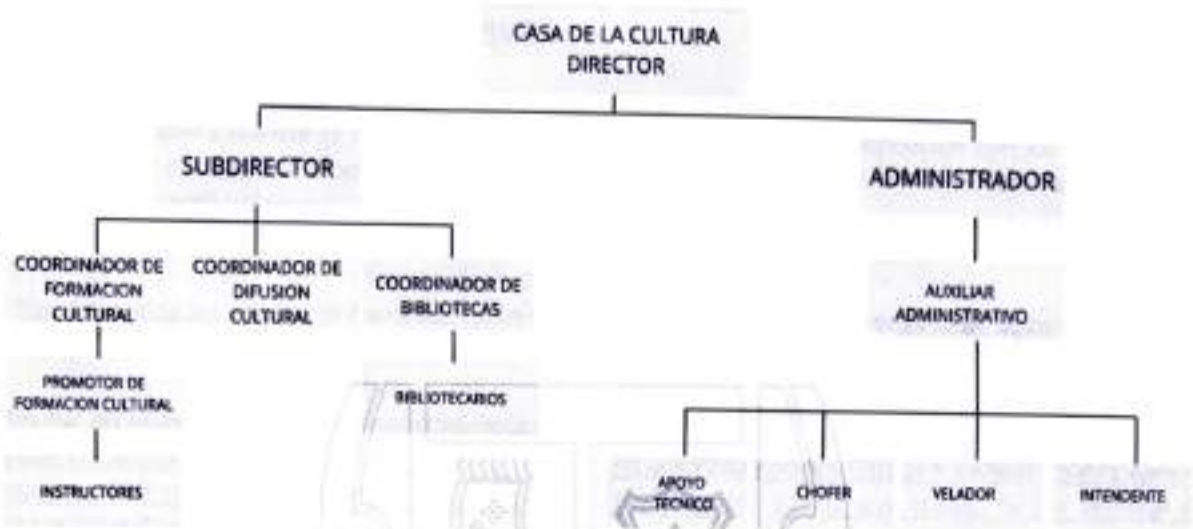 CASA DE LA CULTURA
DIRECTOR
SUBDIRECTOR
ADMINISTRADOR
COORDINADOR DE
FORMACION
CULTURAL
COORDINADOR DE
DIFUSION
CULTURAL
COORDINADOR DE
BIBLIOTECAS
AUXILIAR
ADMINISTRATIVO
PROMOTOR DE
FORMACION CULTURAL
BIBLIOTECARIOS
INSTRUCTORES
APOYO
TECNICO
CHOFER
VELADOR
INTENDENTE